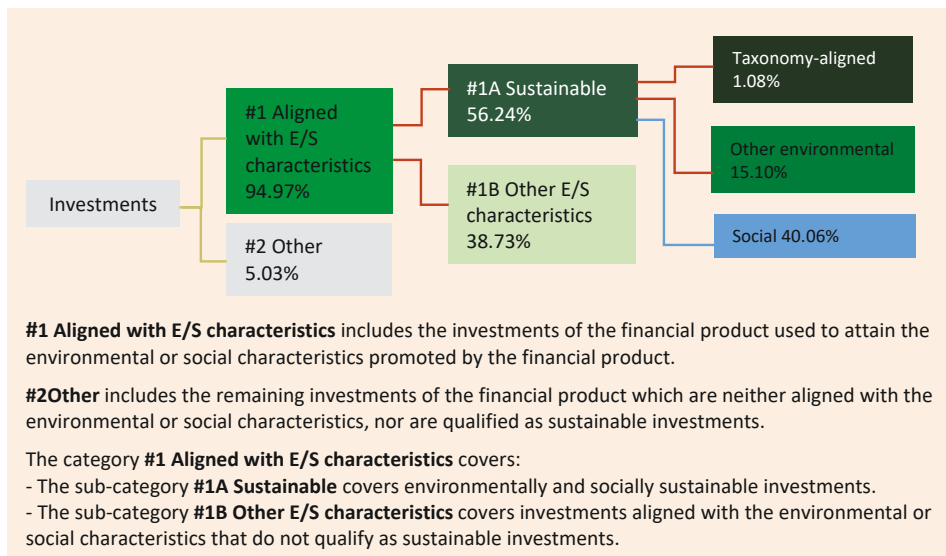 Investments
#1 Aligned
with E/S
characteristics
94.97%
#2 Other
5.03%
#1A Sustainable
56.24%
#1B Other E/S
characteristics
38.73%
Taxonomy-aligned
1.08%
Other environmental
15.10%
Social 40.06%
#1 Aligned with E/S characteristics includes the investments of the financial product used to attain the
environmental or social characteristics promoted by the financial product.
#2Other includes the remaining investments of the financial product which are neither aligned with the
environmental or social characteristics, nor are qualified as sustainable investments.
The category #1 Aligned with E/S characteristics covers:
- The sub-category #1A Sustainable covers environmentally and socially sustainable investments.
- The sub-category #1B Other E/S characteristics covers investments aligned with the environmental or
social characteristics that do not qualify as sustainable investments.